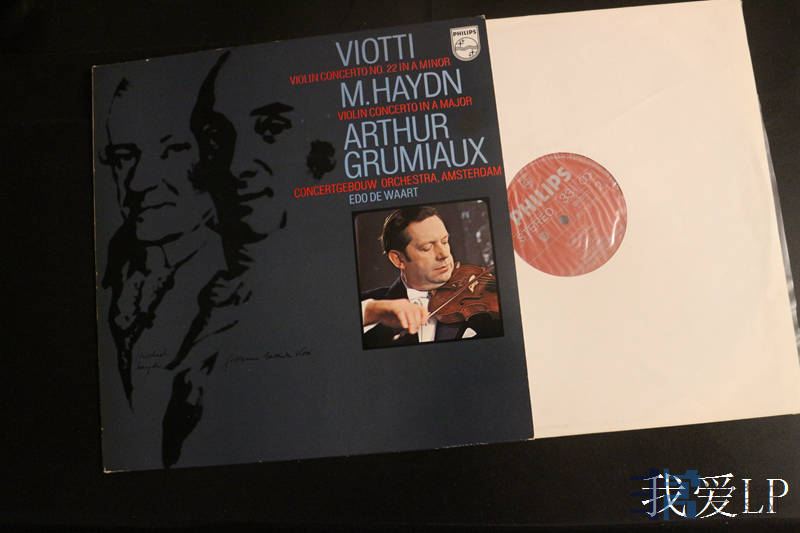 PHILIPS
VIOTTI
VIOLIN CONCERTO NO. 22 IN A MINOR
M. HAYDN
VIOLIN CONCERTO IN A MAJOR
ARTHUR
GRUMIAUX
CONCERTGEBOUW ORCHESTRA, AMSTERDAM
EDO DE WAART
PHILIPS
STEREO
我爱LP